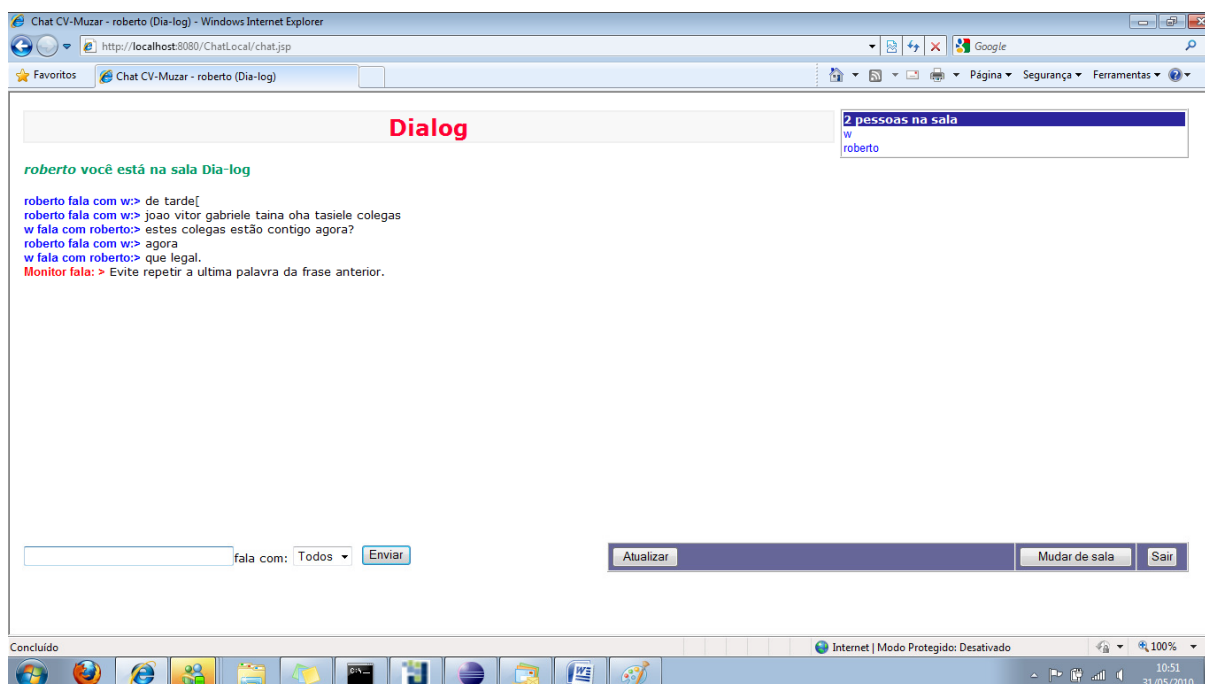 Chat CV-Muzar - roberto (Dia-log) - Windows Internet Explorer
http://localhost:8080/ChatLocal/chat.jsp
Google
Favoritos
Chat CV-Muzar - roberto (Dia-log)
Página
Segurança
Ferramentas
Dialog
2 pessoas na sala
w
roberto
roberto você está na sala Dia-log
roberto fala com w:> de tarde[
roberto fala com w:> joao vitor gabriele taina oha tasiele colegas
w fala com roberto:> estes colegas estão contigo agora?
roberto fala com w:> agora
w fala com roberto:> que legal.
Monitor fala: > Evite repetir a ultima palavra da frase anterior.
fala com: Todos Enviar
Atualizar
Mudar de sala
Sair
Concluído
Internet | Modo Protegido: Desativado
100%
10:51
31/05/2010